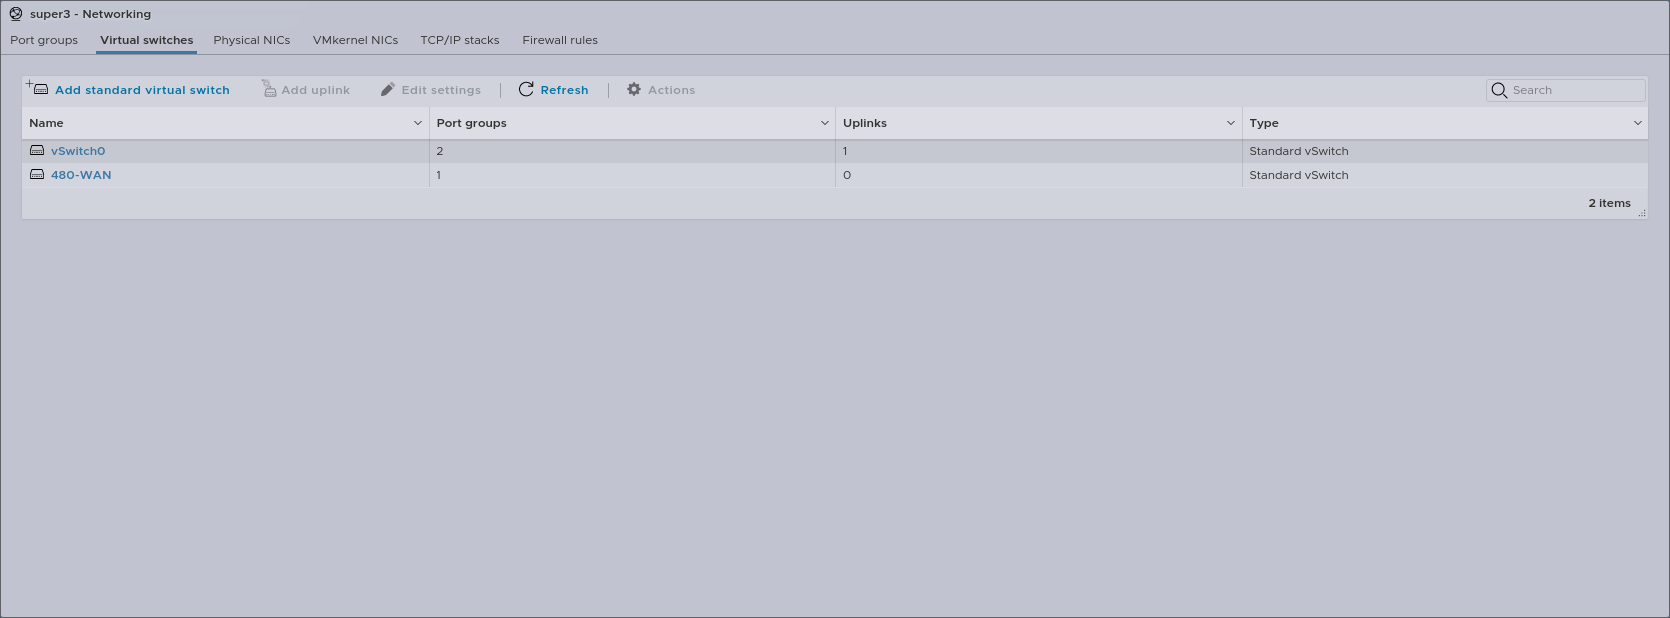 super3 - Networking
Port groups Virtual switches Physical NICs VMkernel NICs TCP/IP stacks Firewall rules
Add standard virtual switch Add uplink Edit settings | Refresh | Actions Search
Name Port groups Uplinks Type
vSwitch0 2 1 Standard vSwitch
480-WAN 1 0 Standard vSwitch
2 items